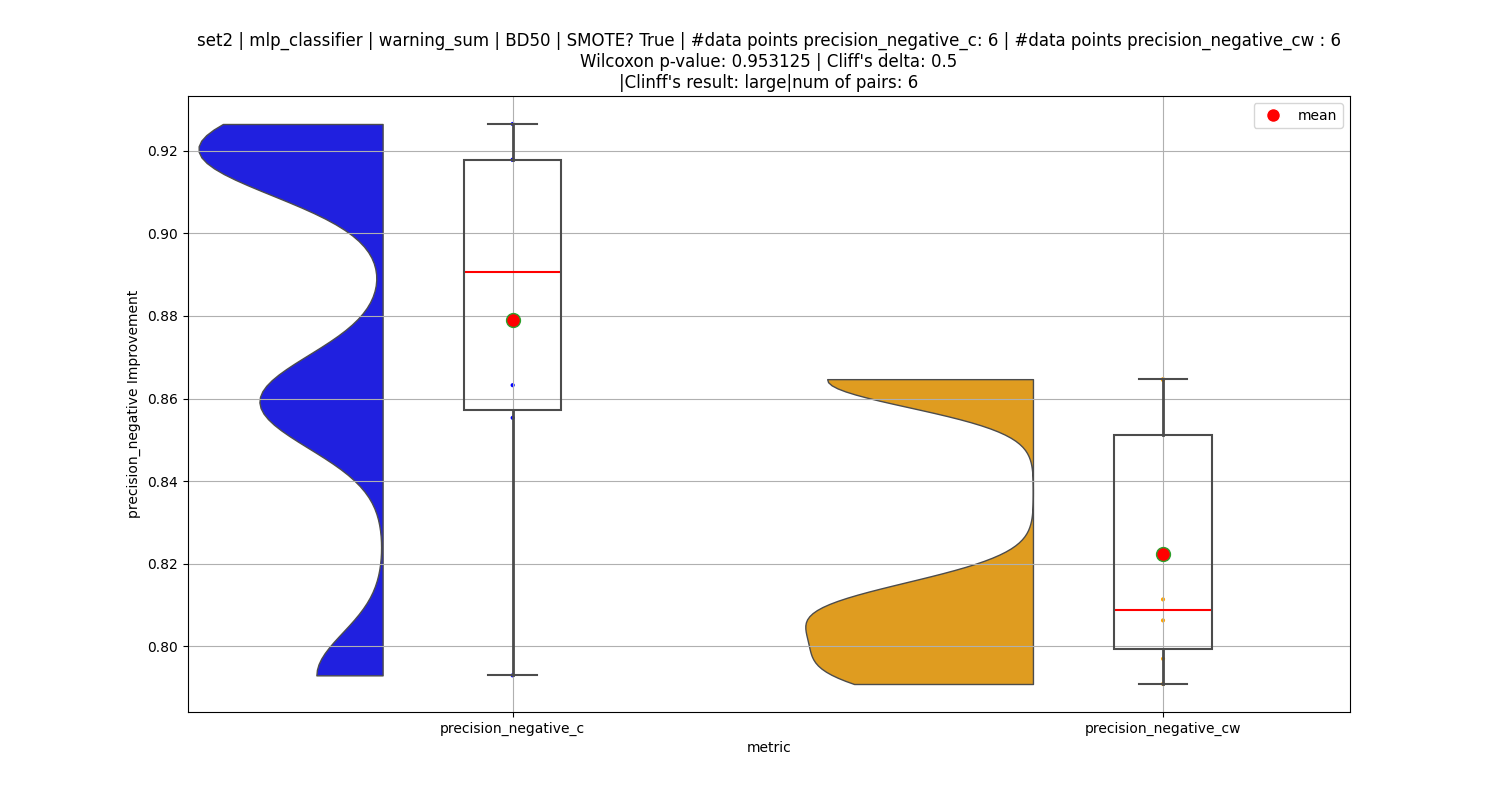 set2 | mlp_classifier | warning_sum | BD50 | SMOTE? True | #data points precision_negative_c: 6 | #data points precision_negative_cw : 6
Wilcoxon p-value: 0.953125 | Cliff's delta: 0.5
|Clinff's result: large|num of pairs: 6
mean
0.92
0.90
0.88
0.86
0.84
0.82
0.80
precision_negative Improvement
precision_negative_c
precision_negative_cw
metric